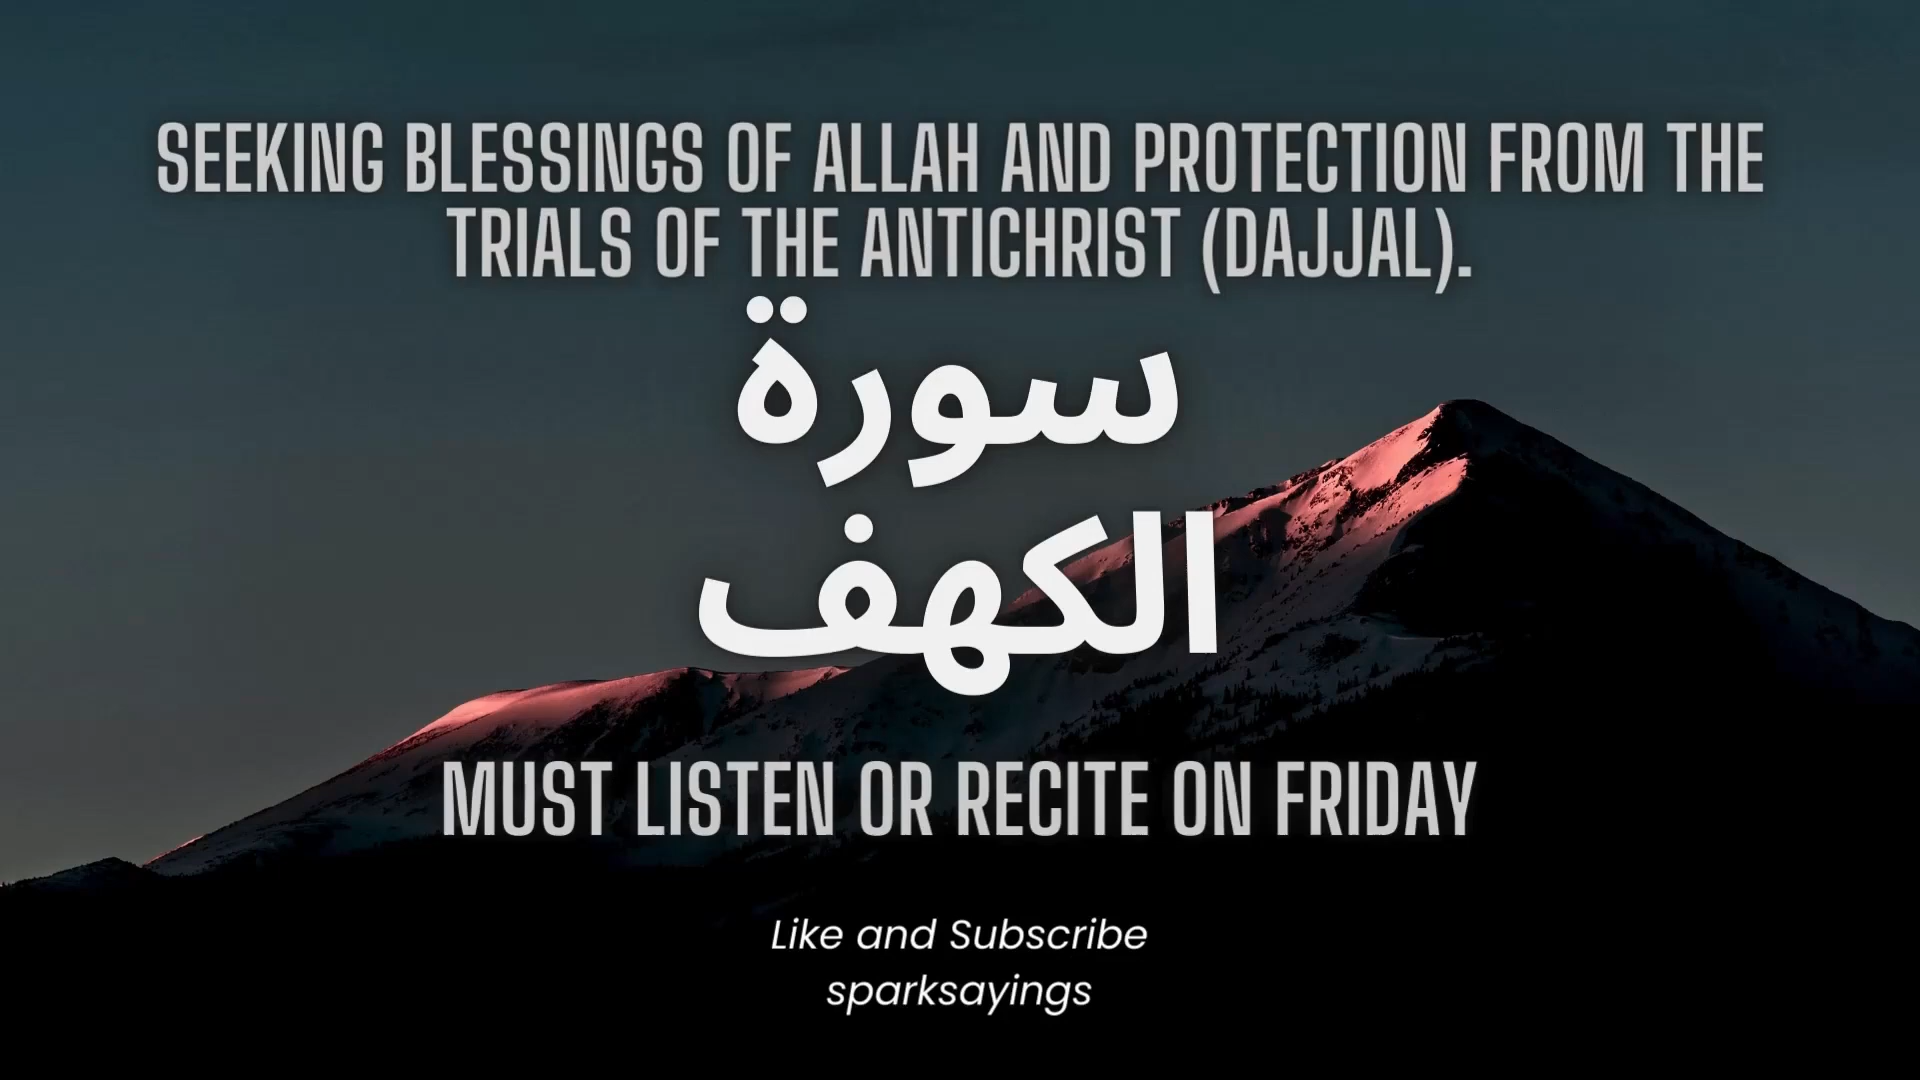 SEEKING BLESSINGS OF ALLAH AND PROTECTION FROM THE
TRIALS OF THE ANTICHRIST (DAJJAL).
سورة
الكهف
MUST LISTEN OR RECITE ON FRIDAY
Like and Subscribe
sparksayings